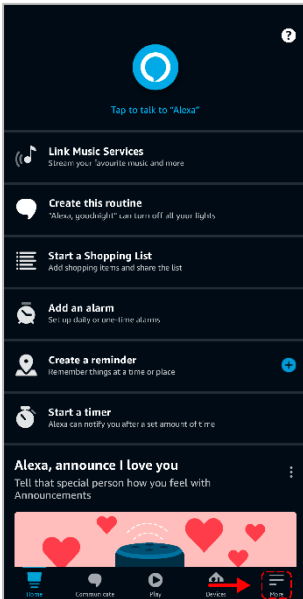 ?
Tap to talk to “Alexa”
Link Music Services
Stream your favourite music and more
Create this routine
"Alexa, goodnight" can turn off all your lights
Start a Shopping List
Add shopping items and share the list
Add an alarm
Set up daily or one-time alarms
Create a reminder
Remember things at a time or place
Start a timer
Alexa can notify you after a set amount of time
Alexa, announce I love you
Tell that special person how you feel with
Announcements
Home
Communicate
Play
Devices
More